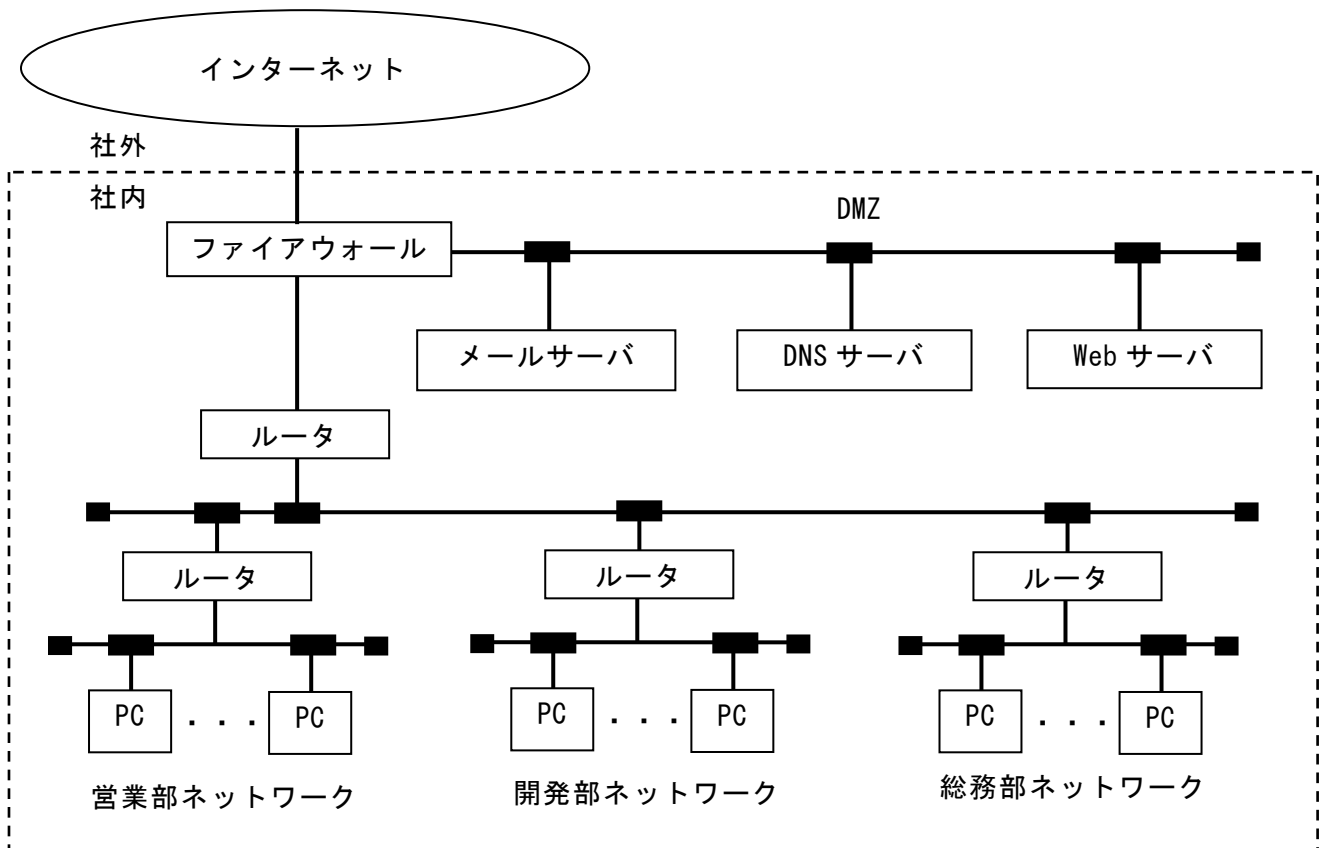 インターネット
社外
社内
DMZ
ファイアウォール
メールサーバ
DNS サーバ
Web サーバ
ルータ
ルータ
ルータ
ルータ
PC ... PC
PC ... PC
PC ... PC
営業部ネットワーク
開発部ネットワーク
総務部ネットワーク